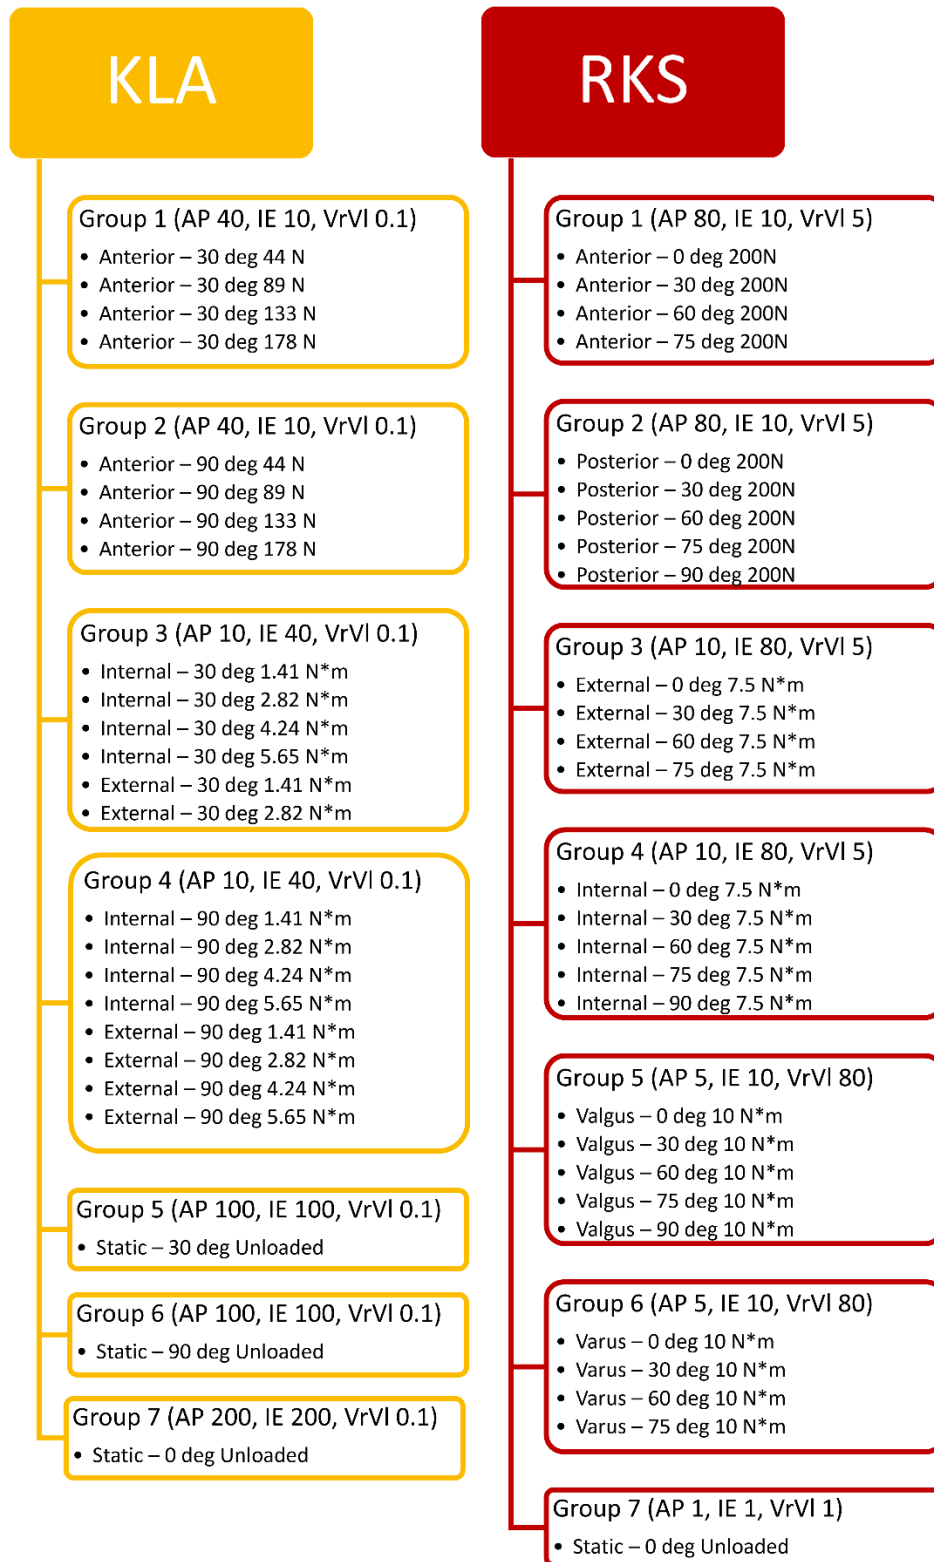 KLA
Group 1 (AP 40, IE 10, VrVl 0.1)
• Anterior – 30 deg 44 N
• Anterior – 30 deg 89 N
• Anterior – 30 deg 133 N
• Anterior – 30 deg 178 N
Group 2 (AP 40, IE 10, VrVl 0.1)
• Anterior – 90 deg 44 N
• Anterior – 90 deg 89 N
• Anterior – 90 deg 133 N
• Anterior – 90 deg 178 N
Group 3 (AP 10, IE 40, VrVl 0.1)
• Internal – 30 deg 1.41 N*m
• Internal – 30 deg 2.82 N*m
• Internal – 30 deg 4.24 N*m
• Internal – 30 deg 5.65 N*m
• External – 30 deg 1.41 N*m
• External – 30 deg 2.82 N*m
Group 4 (AP 10, IE 40, VrVl 0.1)
• Internal – 90 deg 1.41 N*m
• Internal – 90 deg 2.82 N*m
• Internal – 90 deg 4.24 N*m
• Internal – 90 deg 5.65 N*m
• External – 90 deg 1.41 N*m
• External – 90 deg 2.82 N*m
• External – 90 deg 4.24 N*m
• External – 90 deg 5.65 N*m
Group 5 (AP 100, IE 100, VrVl 0.1)
• Static – 30 deg Unloaded
Group 6 (AP 100, IE 100, VrVl 0.1)
• Static – 90 deg Unloaded
Group 7 (AP 200, IE 200, VrVl 0.1)
• Static – 0 deg Unloaded
RKS
Group 1 (AP 80, IE 10, VrVl 5)
• Anterior – 0 deg 200N
• Anterior – 30 deg 200N
• Anterior – 60 deg 200N
• Anterior – 75 deg 200N
Group 2 (AP 80, IE 10, VrVl 5)
• Posterior – 0 deg 200N
• Posterior – 30 deg 200N
• Posterior – 60 deg 200N
• Posterior – 75 deg 200N
• Posterior – 90 deg 200N
Group 3 (AP 10, IE 80, VrVl 5)
• External – 0 deg 7.5 N*m
• External – 30 deg 7.5 N*m
• External – 60 deg 7.5 N*m
• External – 75 deg 7.5 N*m
Group 4 (AP 10, IE 80, VrVl 5)
• Internal – 0 deg 7.5 N*m
• Internal – 30 deg 7.5 N*m
• Internal – 60 deg 7.5 N*m
• Internal – 75 deg 7.5 N*m
• Internal – 90 deg 7.5 N*m
Group 5 (AP 5, IE 10, VrVl 80)
• Valgus – 0 deg 10 N*m
• Valgus – 30 deg 10 N*m
• Valgus – 60 deg 10 N*m
• Valgus – 75 deg 10 N*m
• Valgus – 90 deg 10 N*m
Group 6 (AP 5, IE 10, VrVl 80)
• Varus – 0 deg 10 N*m
• Varus – 30 deg 10 N*m
• Varus – 60 deg 10 N*m
• Varus – 75 deg 10 N*m
Group 7 (AP 1, IE 1, VrVl 1)
• Static – 0 deg Unloaded